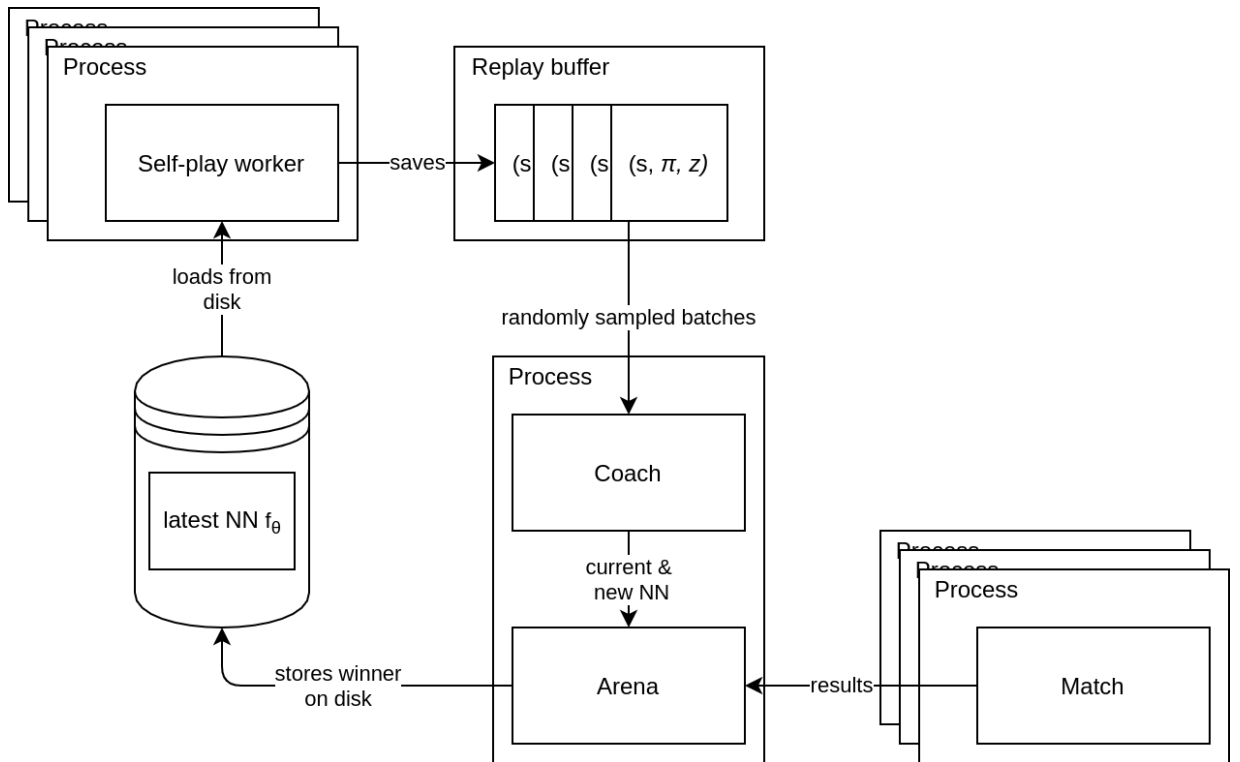 Process
Process
Process
Self-play worker
saves
Replay buffer
(s
(s
(s
(s, π, z)
loads from
disk
randomly sampled batches
latest NN fθ
Process
Coach
current &
new NN
Arena
stores winner
on disk
results
Process
Process
Process
Match